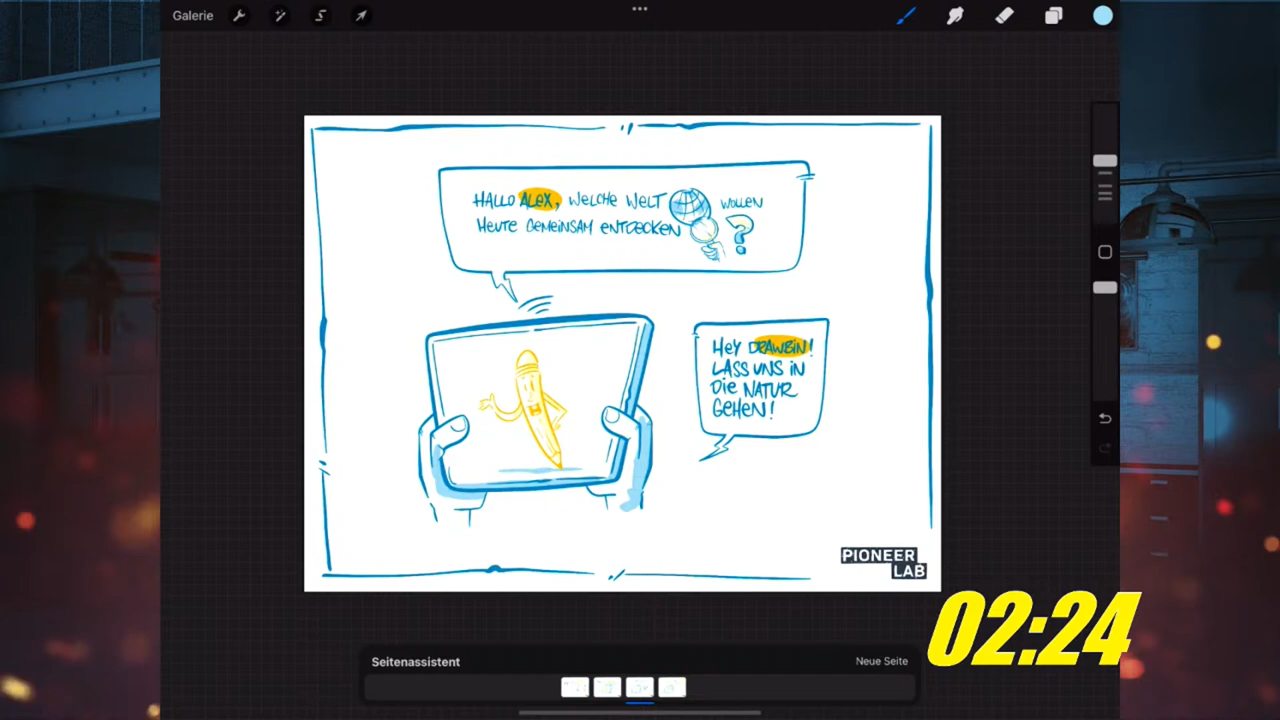 Galerie
HALLO ALEX, WELCHE WELT WOLLEN
HEUTE GEMEINSAM ENTDECKEN ?
HEY DRAWBIN!
LASS UNS IN
DIE NATUR
GEHEN!
PIONEER
LAB
02:24
Seitenassistent
Neue Seite